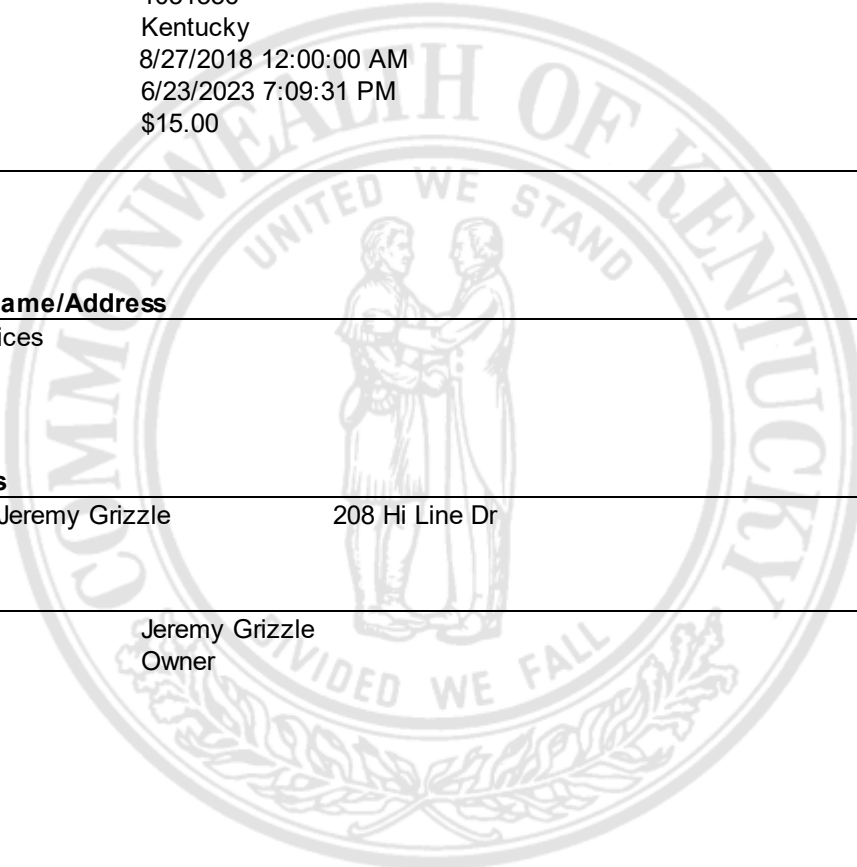 Kentucky
8/27/2018 12:00:00 AM
6/23/2023 7:09:31 PM
$15.00
COMMONWEALTH OF KENTUCKY
UNITED WE STAND
ame/Address
ices
s
Jeremy Grizzle 208 Hi Line Dr
Jeremy Grizzle
Owner
DIVIDED WE FALL